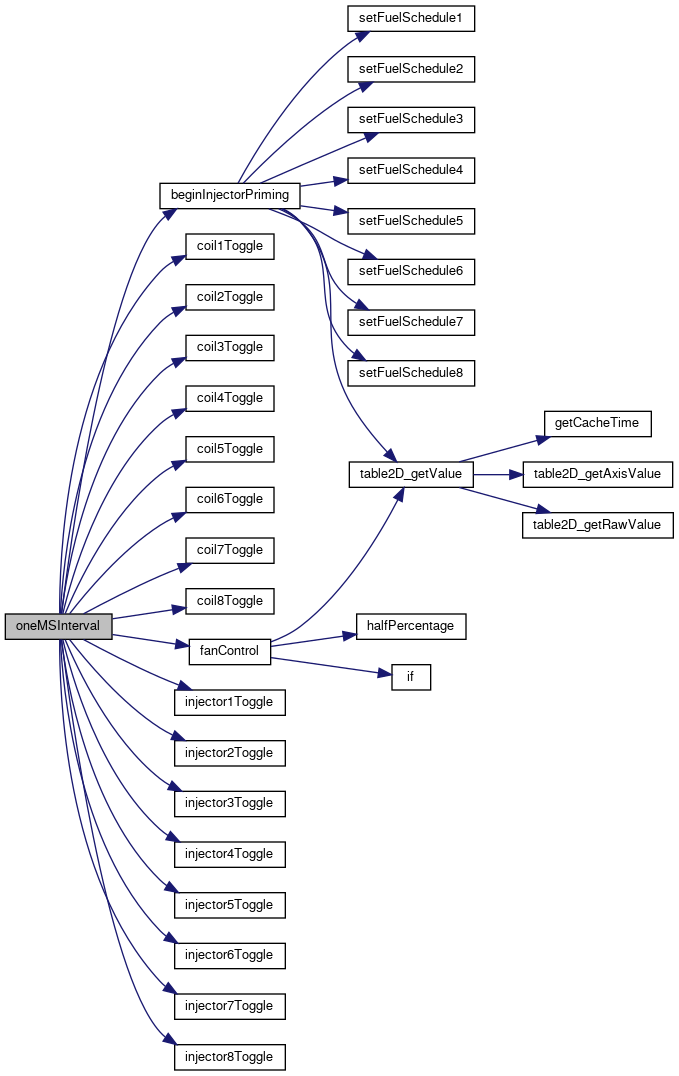 setFuelSchedule1
setFuelSchedule2
setFuelSchedule3
setFuelSchedule4
beginInjectorPriming
setFuelSchedule5
coil1Toggle
setFuelSchedule6
coil2Toggle
setFuelSchedule7
coil3Toggle
setFuelSchedule8
coil4Toggle
getCacheTime
coil5Toggle
table2D_getValue
table2D_getAxisValue
coil6Toggle
table2D_getRawValue
coil7Toggle
coil8Toggle
oneMSInterval
halfPercentage
fanControl
if
injector1Toggle
injector2Toggle
injector3Toggle
injector4Toggle
injector5Toggle
injector6Toggle
injector7Toggle
injector8Toggle